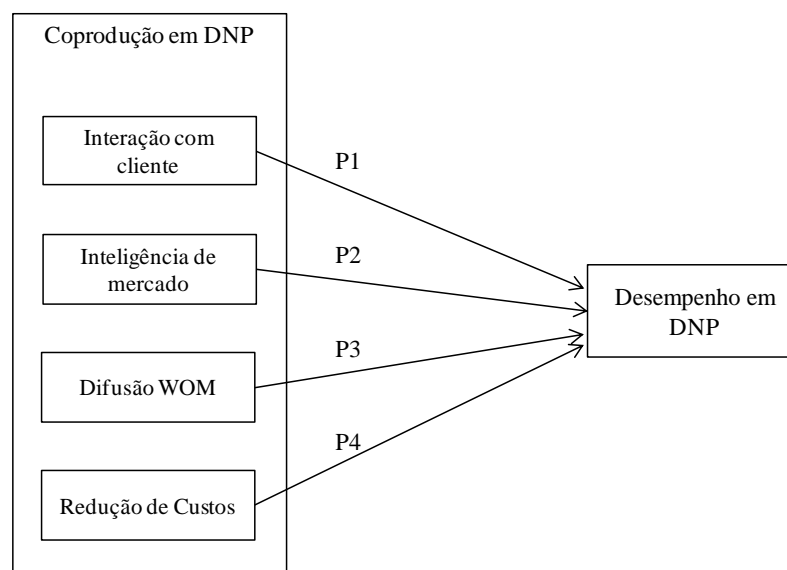 Coprodução em DNP
Interação com
cliente
P1
Inteligência de
mercado
P2
Desempenho em
DNP
Difusão WOM
P3
P4
Redução de Custos